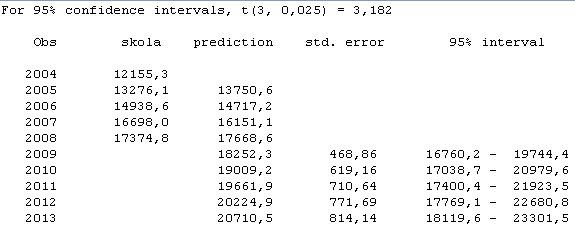 For 95% confidence intervals, t(3, 0,025) = 3,182
Obs skola prediction std. error 95% interval
2004 12155,3
2005 13276,1 13750,6
2006 14938,6 14717,2
2007 16698,0 16151,1
2008 17374,8 17668,6
2009 18252,3 468,86 16760,2 - 19744,4
2010 19009,2 619,16 17038,7 - 20979,6
2011 19661,9 710,64 17400,4 - 21923,5
2012 20224,9 771,69 17769,1 - 22680,8
2013 20710,5 814,14 18119,6 - 23301,5